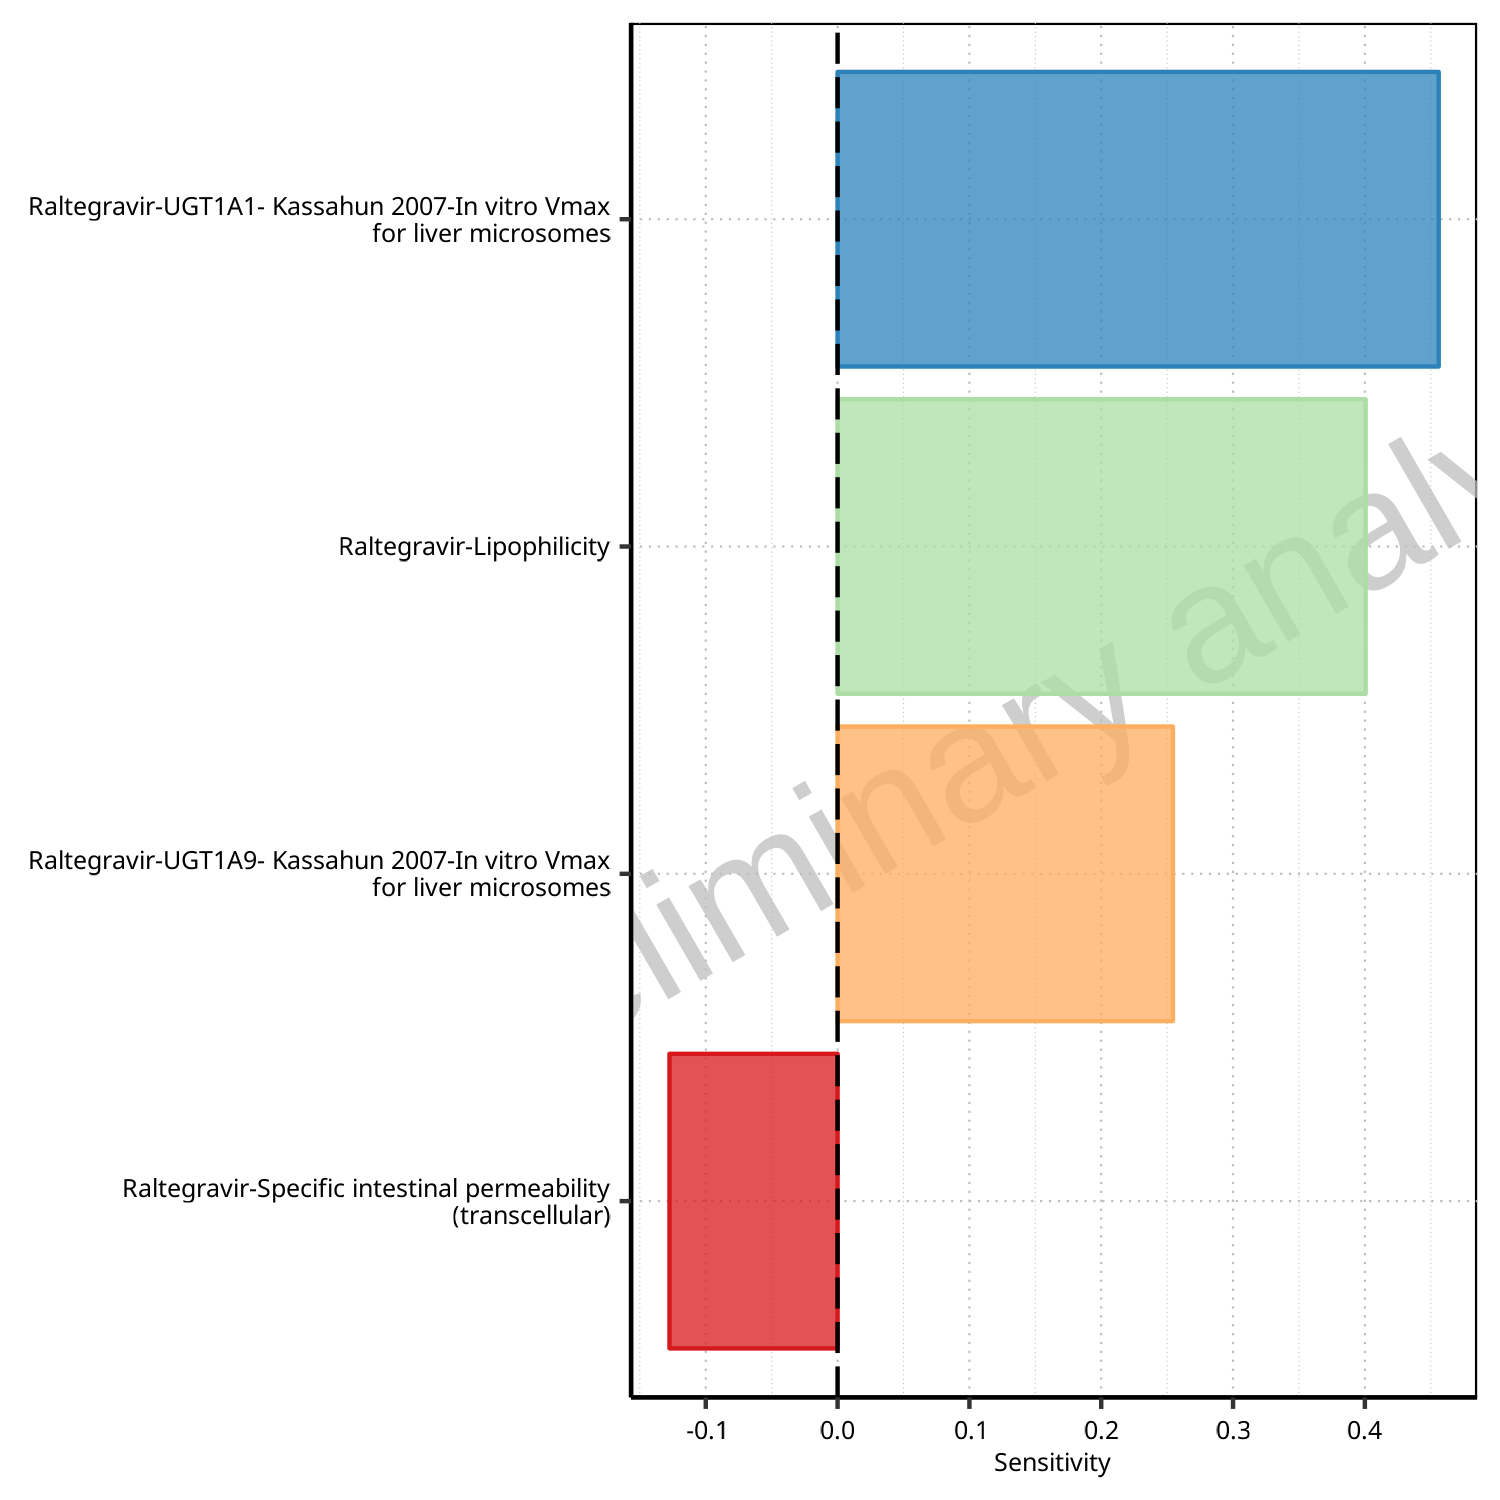 Raltegravir-UGT1A1- Kassahun 2007-In vitro Vmax
for liver microsomes
Raltegravir-Lipophilicity
Raltegravir-UGT1A9- Kassahun 2007-In vitro Vmax
for liver microsomes
Raltegravir-Specific intestinal permeability
(transcellular)
eliminary analy
-0.1 0.0 0.1 0.2 0.3 0.4
Sensitivity